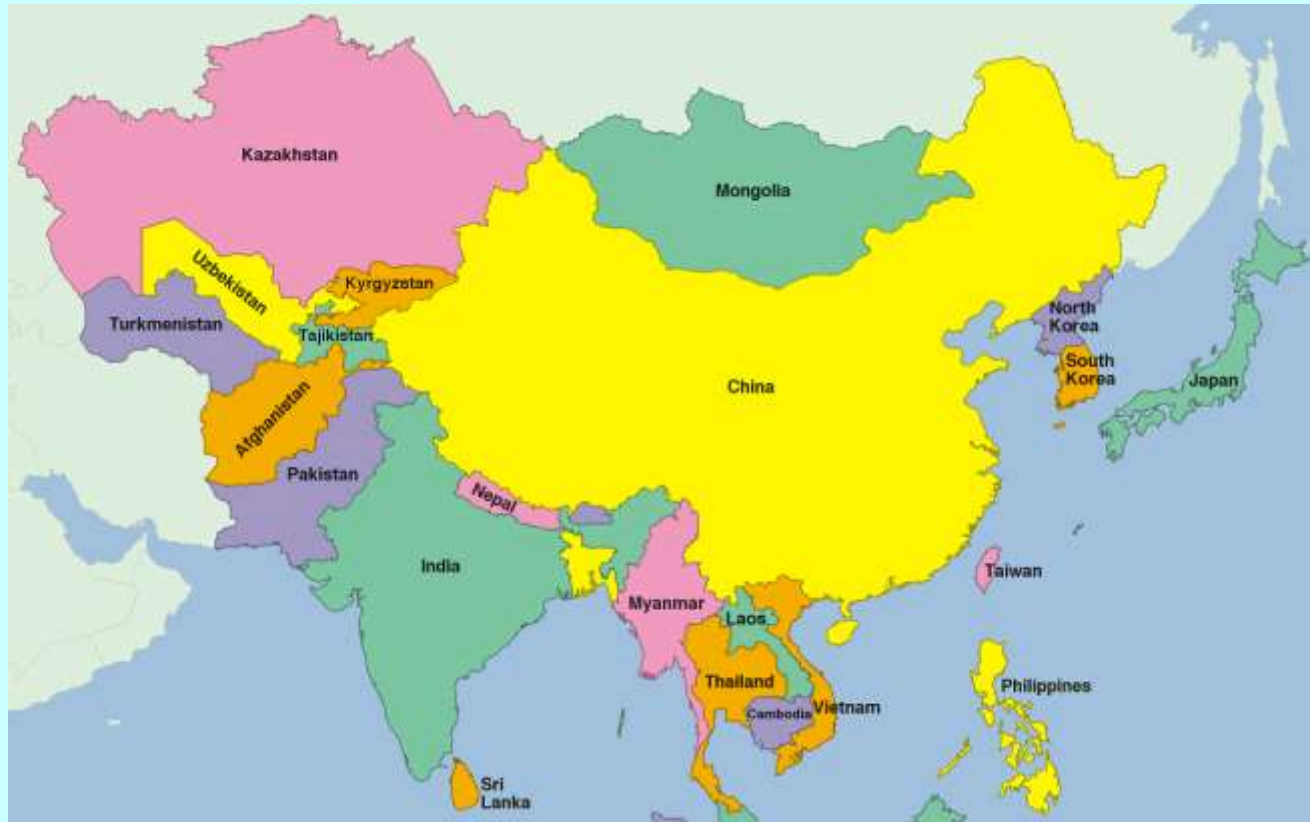 Kazakhstan
Mongolia
Uzbekistan
Kyrgyzstan
North
Korea
Turkmenistan
Tajikistan
South
Korea
Japan
China
Afghanistan
Pakistan
Nepal
India
Taiwan
Myanmar
Laos
Thailand
Philippines
Cambodia
Vietnam
Sri
Lanka